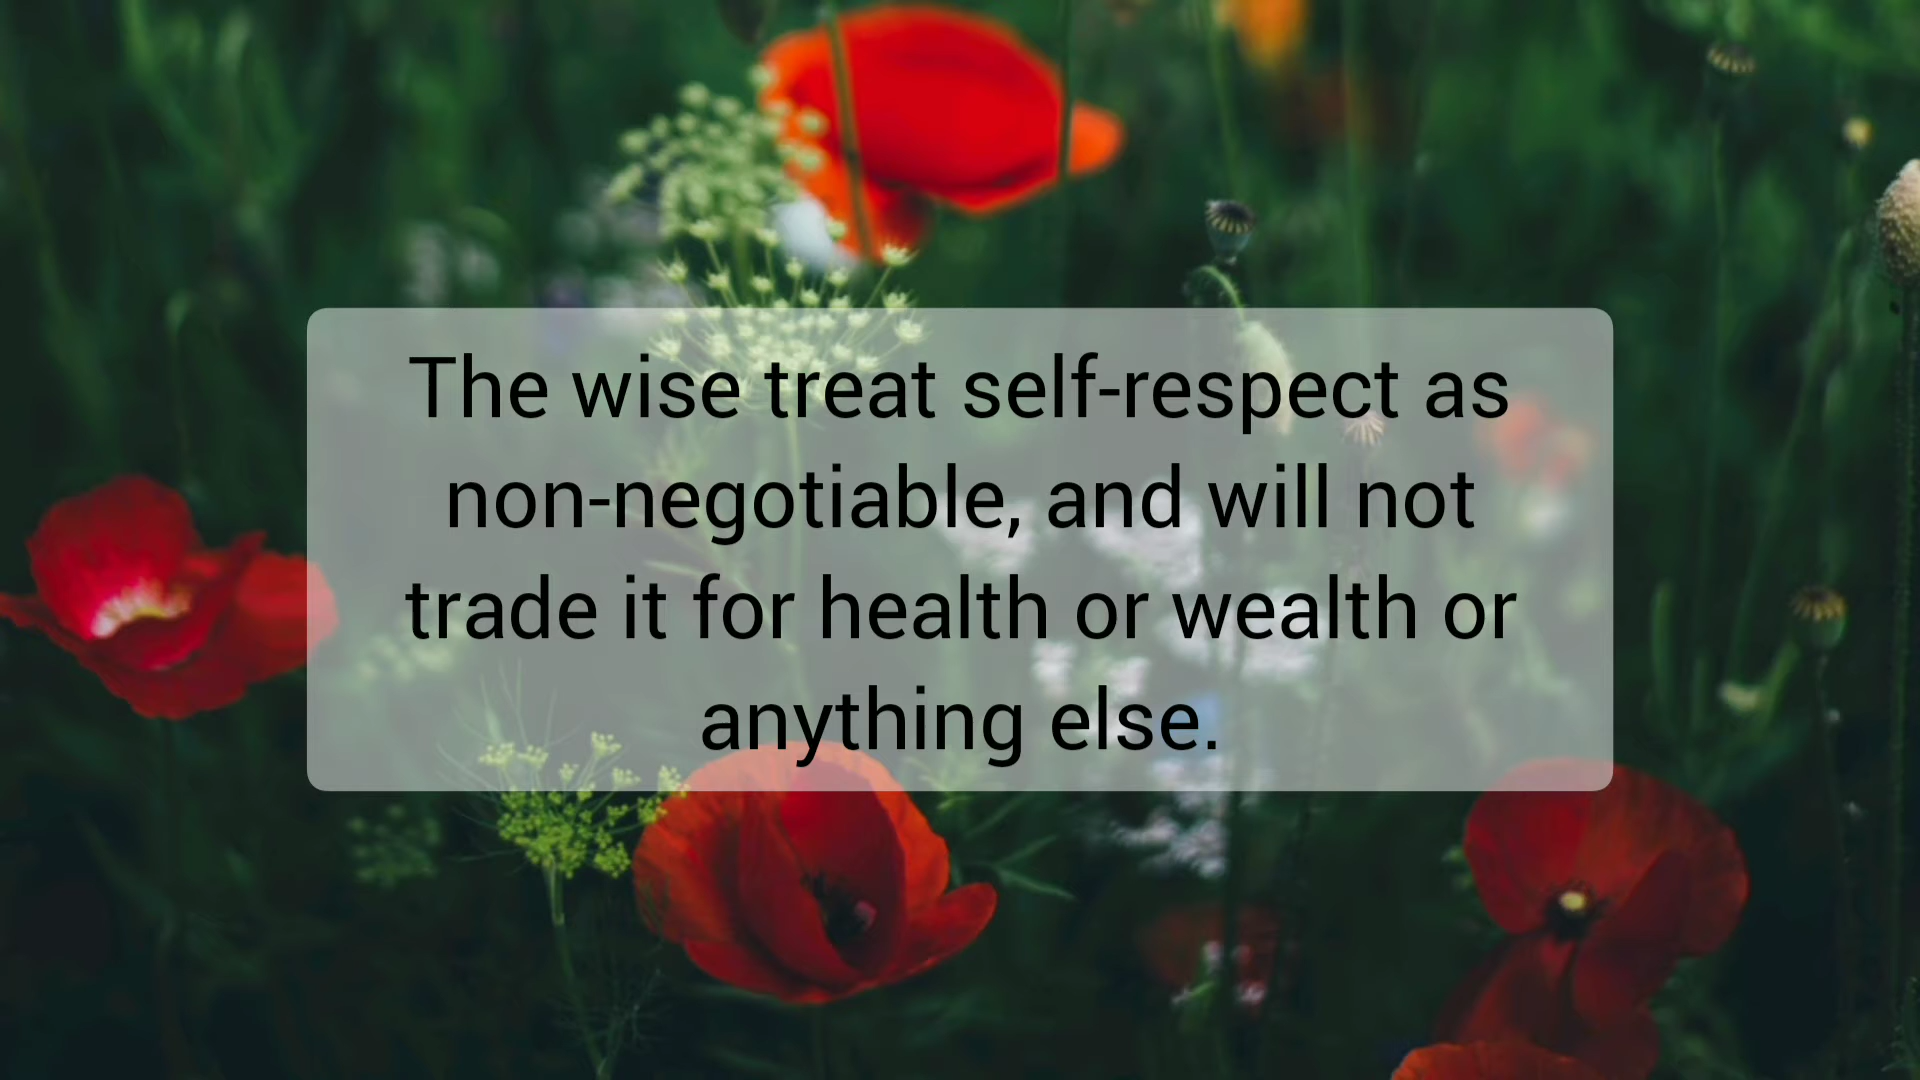 The wise treat self-respect as
non-negotiable, and will not
trade it for health or wealth or
anything else.